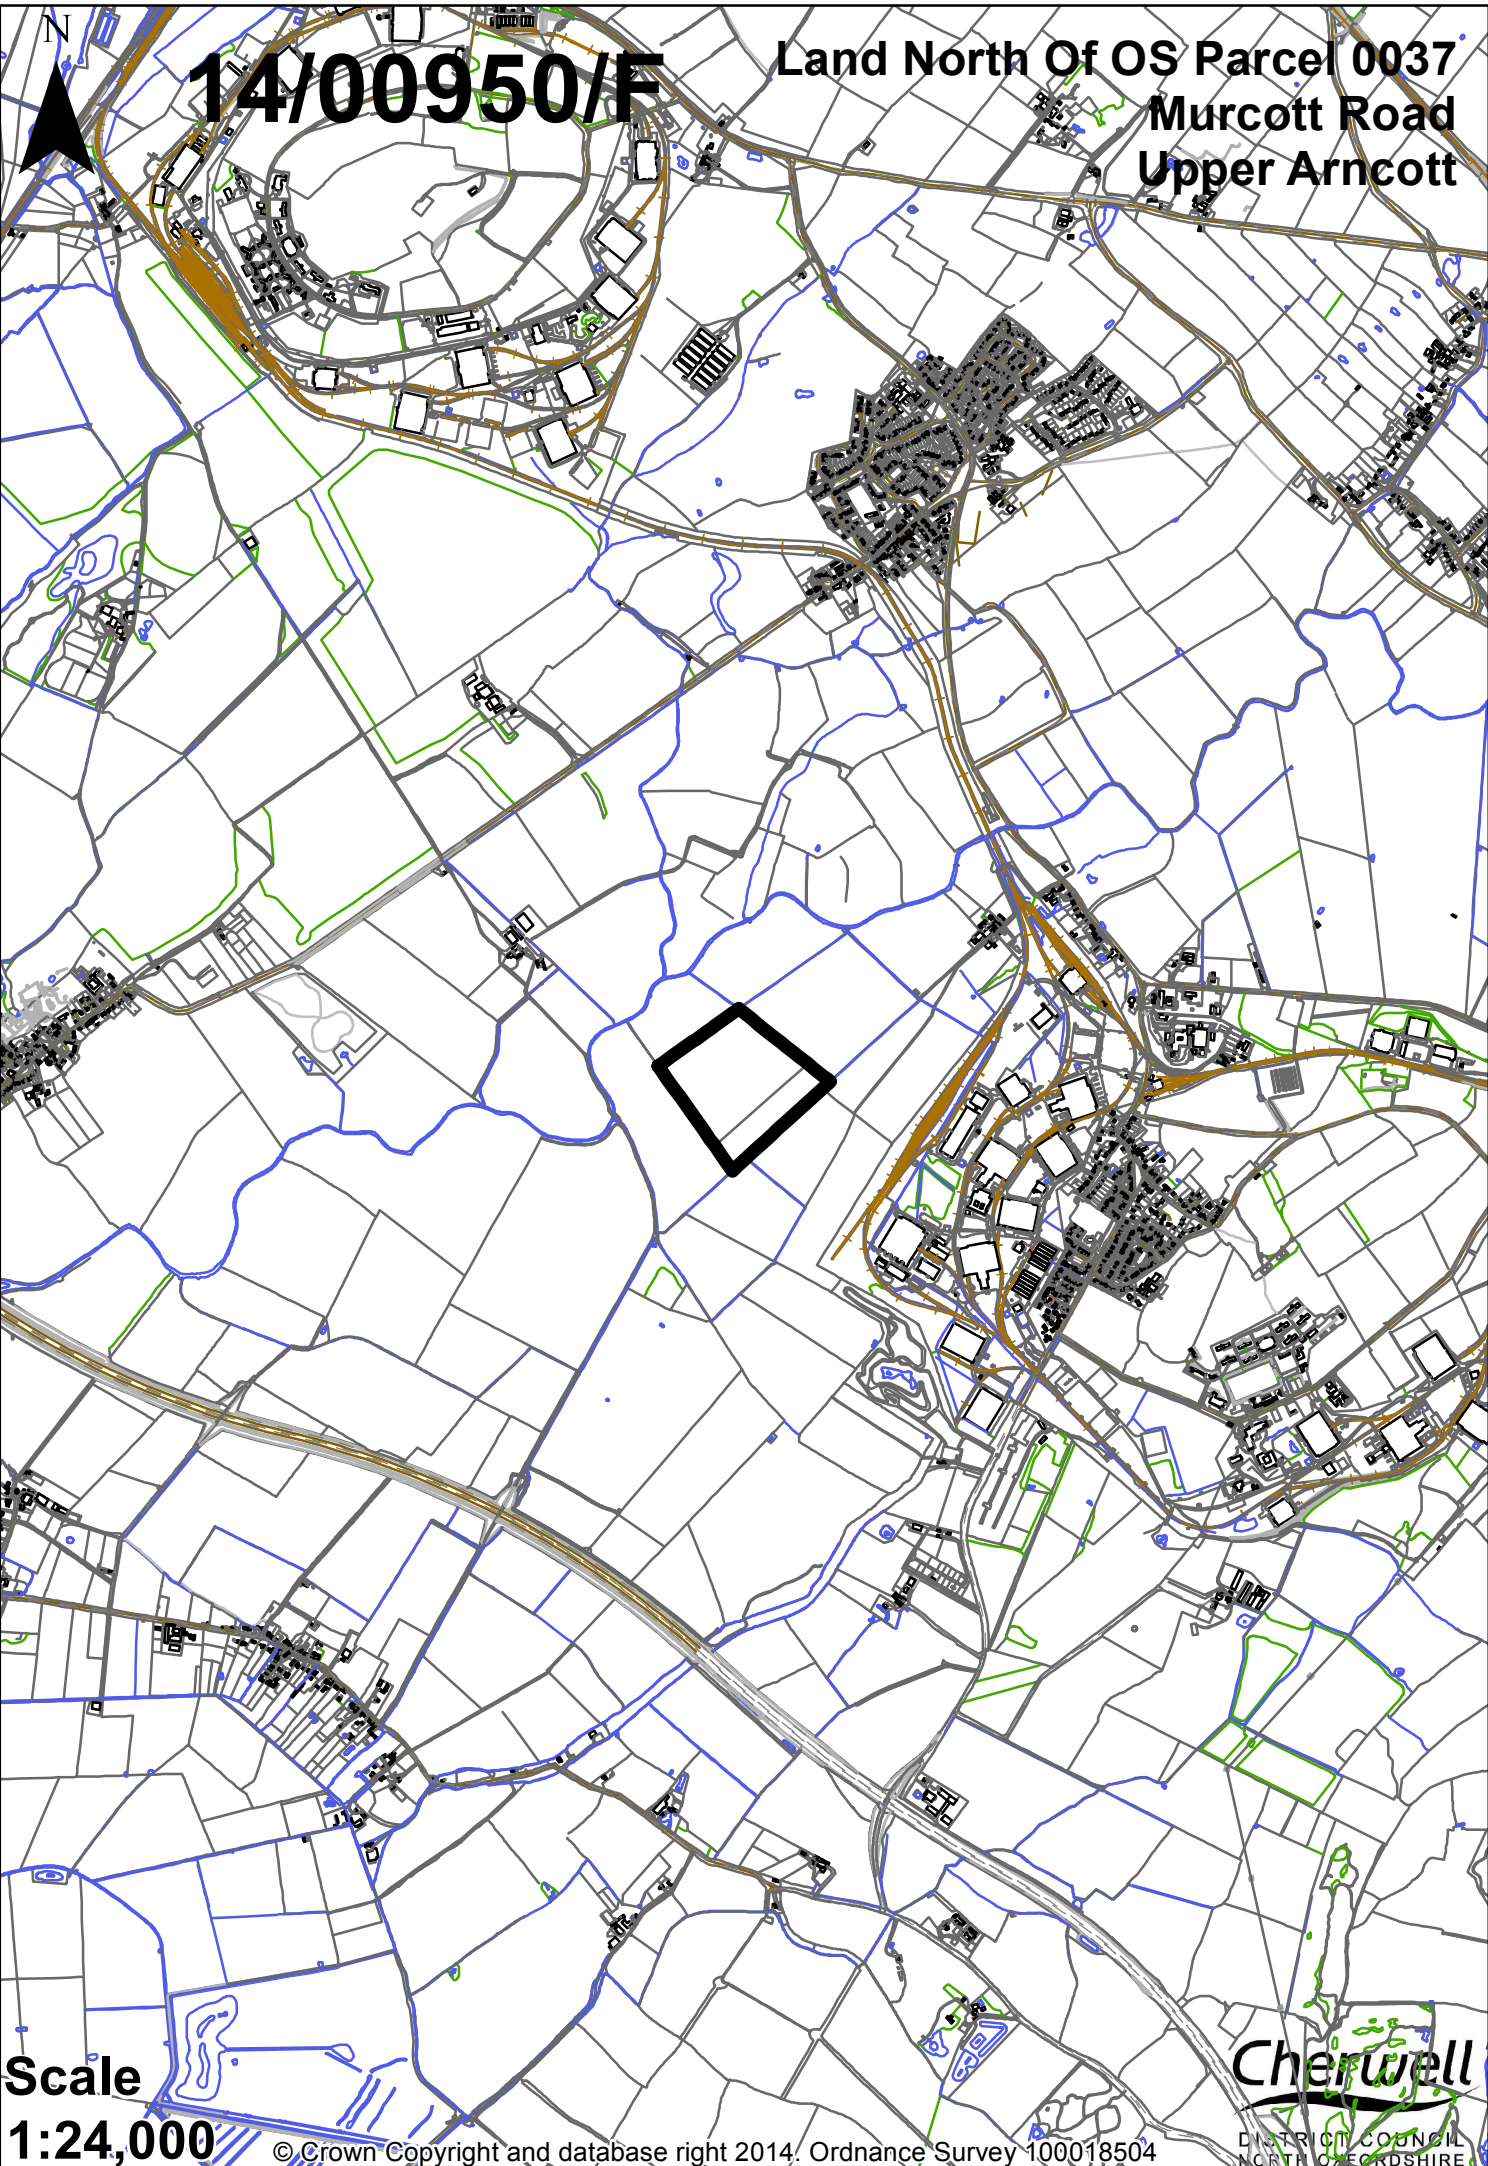 N
14/00950/F
Land North Of OS Parcel 0037
Murcott Road
Upper Arncott
Scale
1:24,000
© Crown Copyright and database right 2014. Ordnance Survey 100018504
Cherwell
DISTRICT COUNCIL
NORTH OXFORDSHIRE